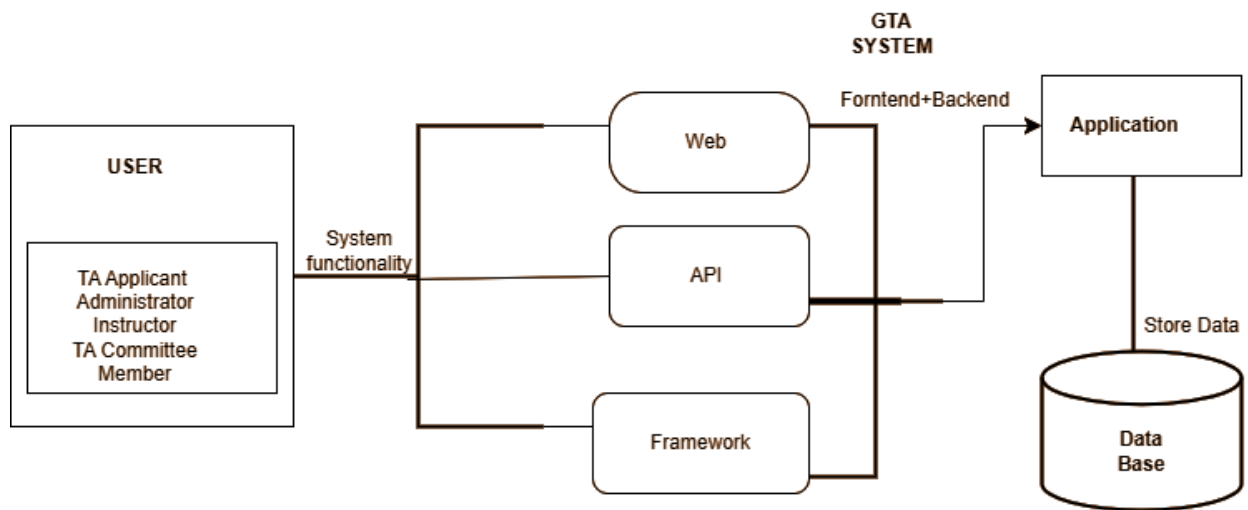 GTA
SYSTEM
USER
TA Applicant
Administrator
Instructor
TA Committee
Member
System
functionality
Web
API
Framework
Forntend+Backend
Application
Store Data
Data
Base